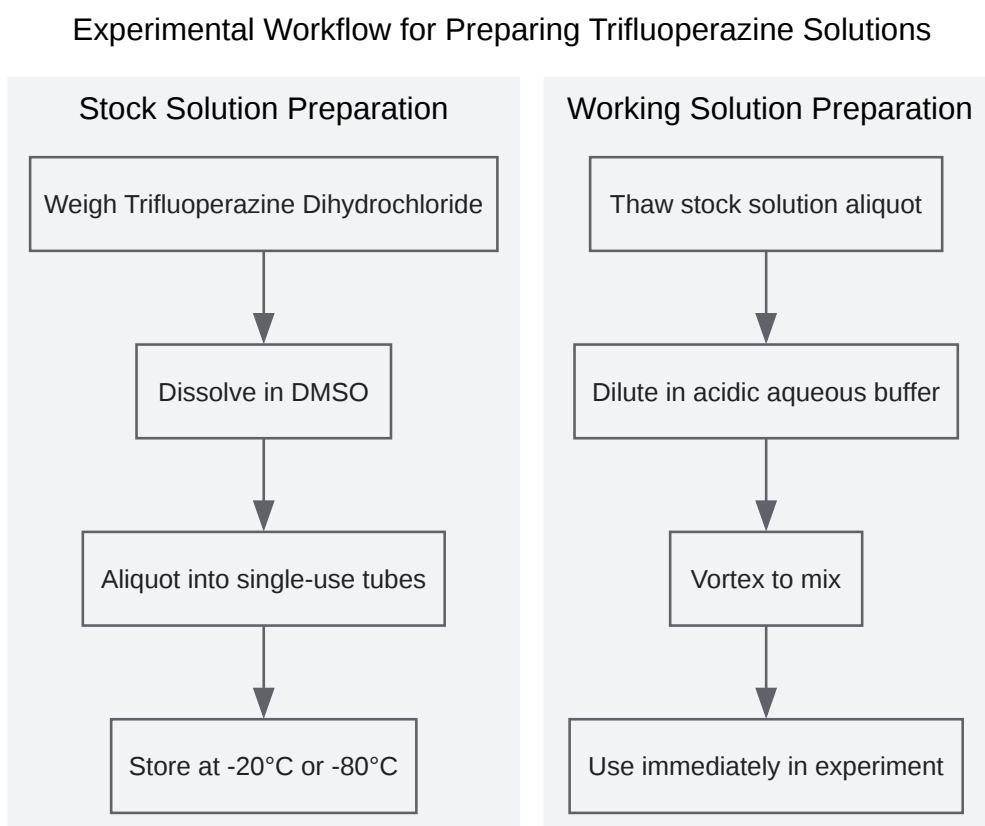 Experimental Workflow for Preparing Trifluoperazine Solutions
Stock Solution Preparation
Weigh Trifluoperazine Dihydrochloride
Dissolve in DMSO
Aliquot into single-use tubes
Store at -20°C or -80°C
Working Solution Preparation
Thaw stock solution aliquot
Dilute in acidic aqueous buffer
Vortex to mix
Use immediately in experiment